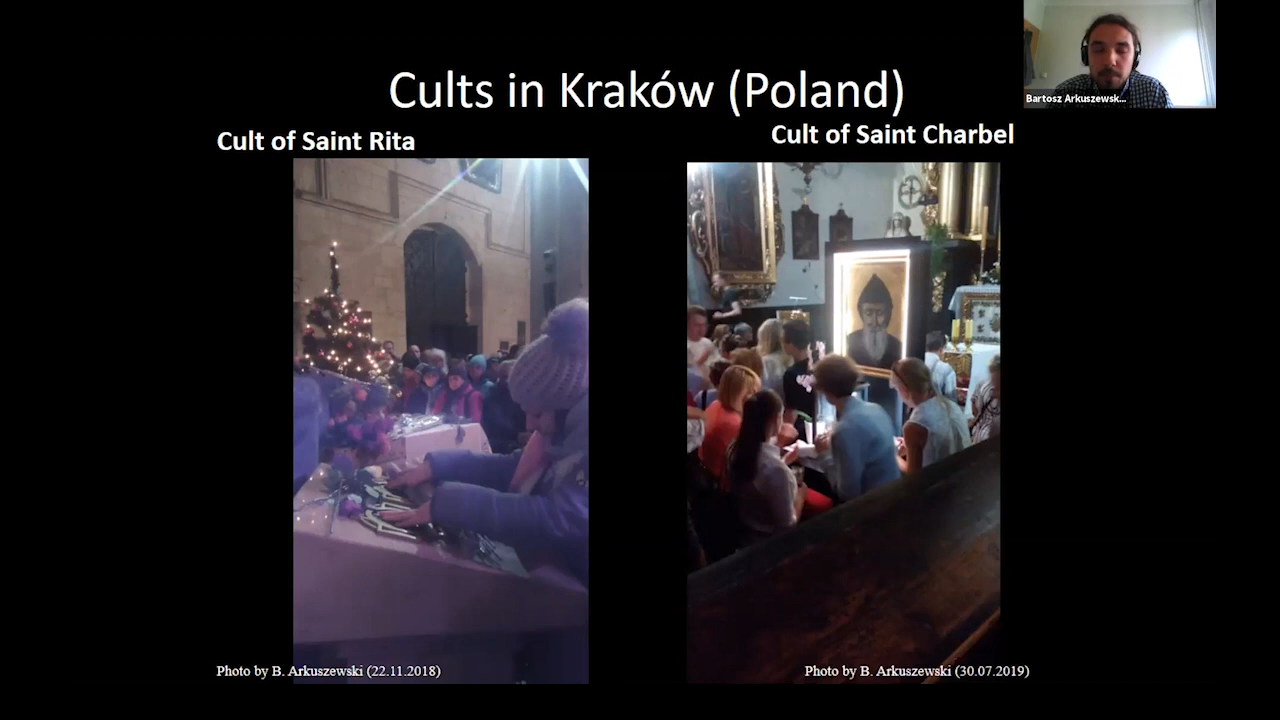 Cults in Kraków (Poland)
Bartosz Arkuszewsk...
Cult of Saint Rita
Cult of Saint Charbel
Photo by B. Arkuszewski (22.11.2018)
Photo by B. Arkuszewski (30.07.2019)